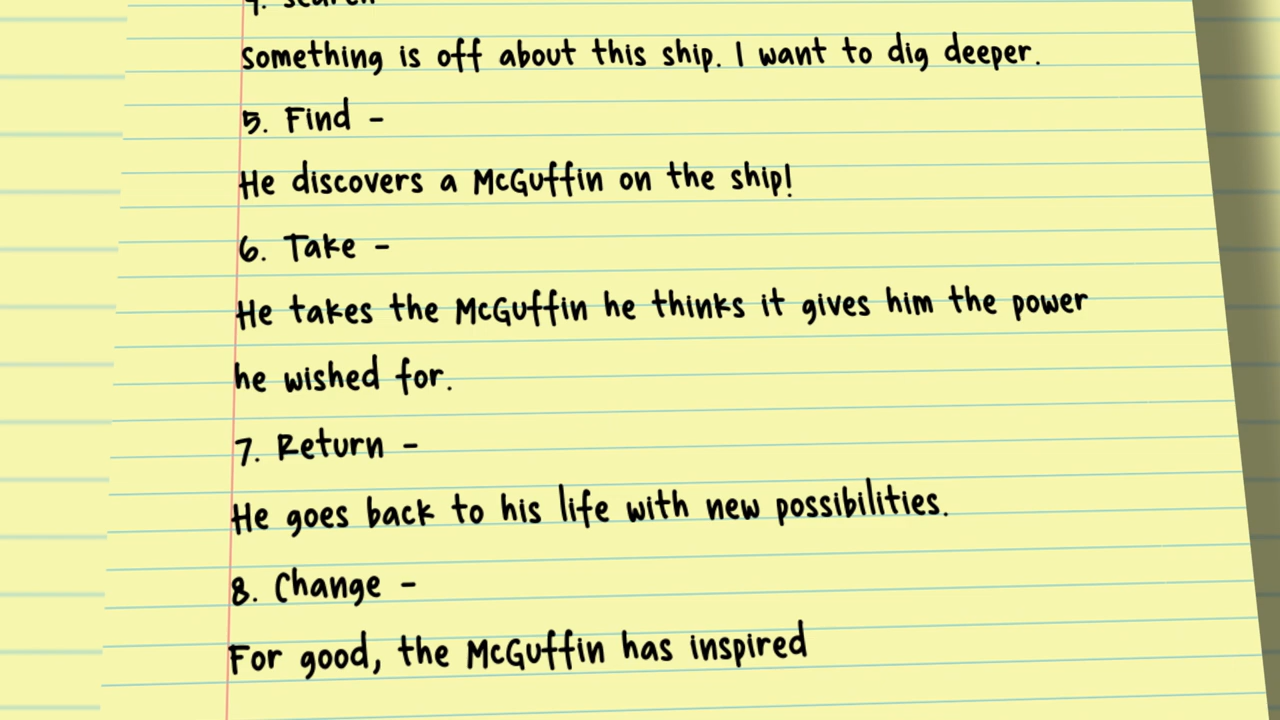 4. Search
Something is off about this ship. I want to dig deeper.
5. Find -
He discovers a McGuffin on the ship!
6. Take -
He takes the McGuffin he thinks it gives him the power
he wished for.
7. Return -
He goes back to his life with new possibilities.
8. Change -
For good, the McGuffin has inspired